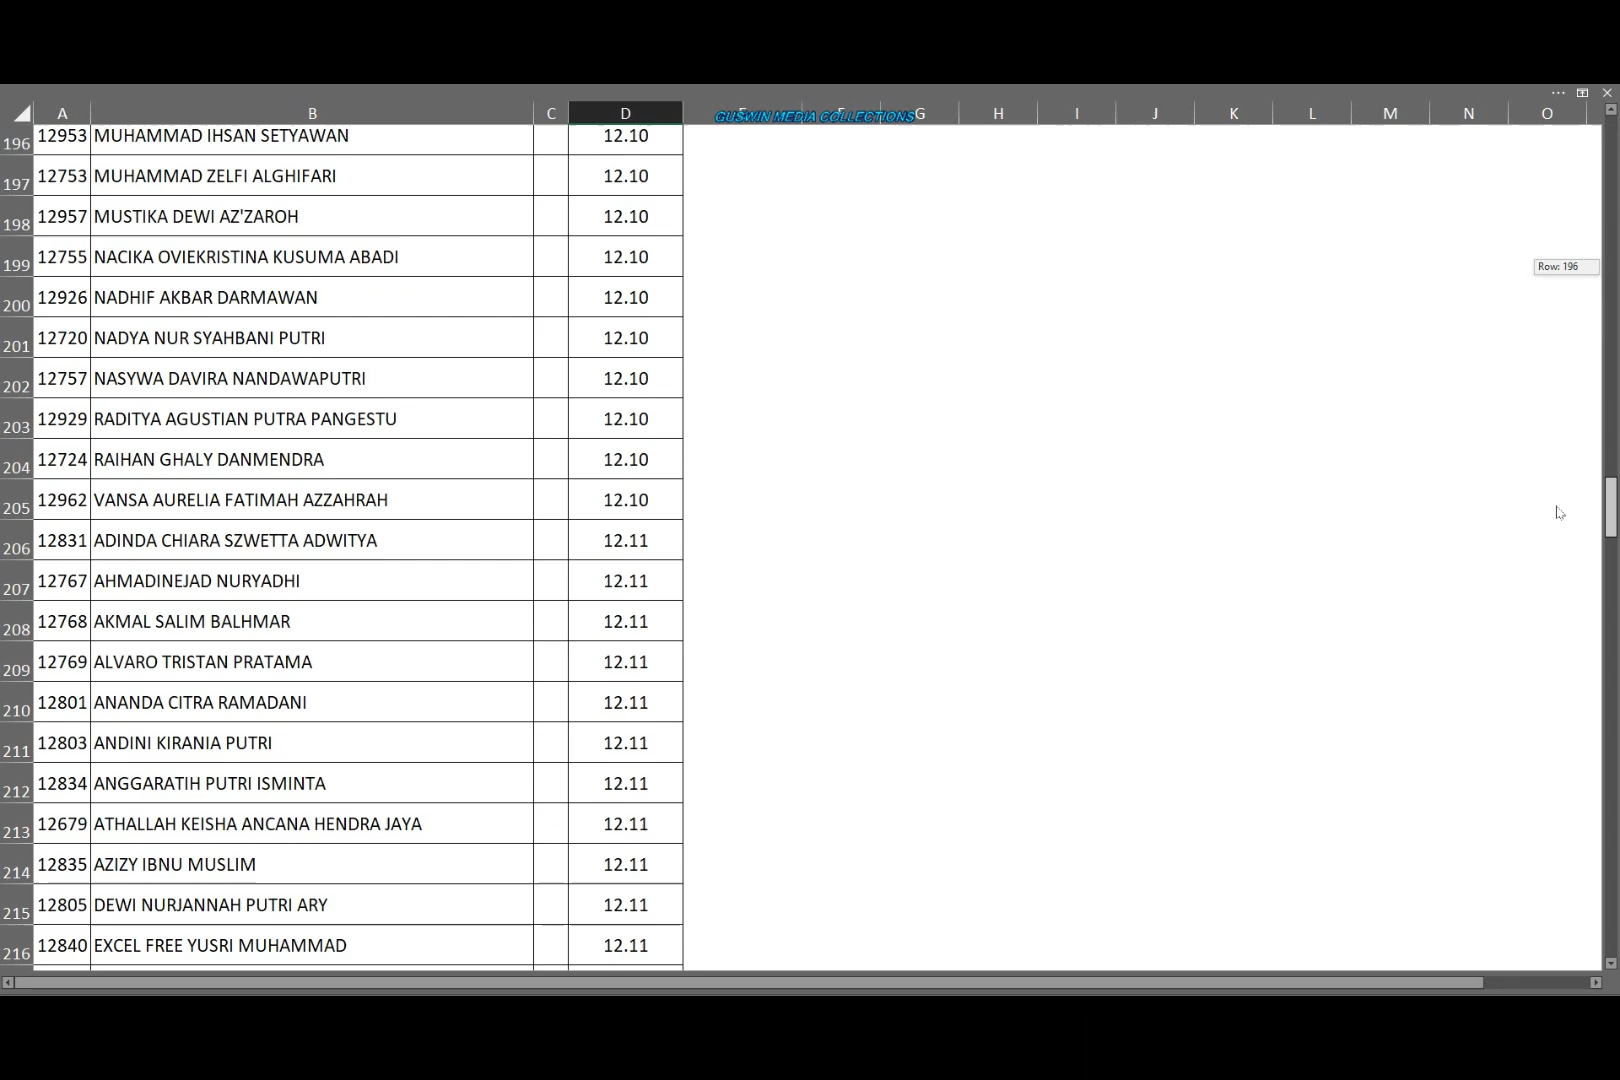 A B C D E F G H I J K L M N O
GUSWIN MEDIA COLLECTIONS
196 12953 MUHAMMAD IHSAN SETYAWAN 12.10
197 12753 MUHAMMAD ZELFI ALGHIFARI 12.10
198 12957 MUSTIKA DEWI AZ'ZAROH 12.10
199 12755 NACIKA OVIEKRISTINA KUSUMA ABADI 12.10
Row: 196
200 12926 NADHIF AKBAR DARMAWAN 12.10
201 12720 NADYA NUR SYAHBANI PUTRI 12.10
202 12757 NASYWA DAVIRA NANDAWAPUTRI 12.10
203 12929 RADITYA AGUSTIAN PUTRA PANGESTU 12.10
204 12724 RAIHAN GHALY DANMENDRA 12.10
205 12962 VANSA AURELIA FATIMAH AZZAHRAH 12.10
206 12831 ADINDA CHIARA SZWETTA ADWITYA 12.11
207 12767 AHMADINEJAD NURYADHI 12.11
208 12768 AKMAL SALIM BALHMAR 12.11
209 12769 ALVARO TRISTAN PRATAMA 12.11
210 12801 ANANDA CITRA RAMADANI 12.11
211 12803 ANDINI KIRANIA PUTRI 12.11
212 12834 ANGGARATIH PUTRI ISMINTA 12.11
213 12679 ATHALLAH KEISHA ANCANA HENDRA JAYA 12.11
214 12835 AZIZY IBNU MUSLIM 12.11
215 12805 DEWI NURJANNAH PUTRI ARY 12.11
216 12840 EXCEL FREE YUSRI MUHAMMAD 12.11